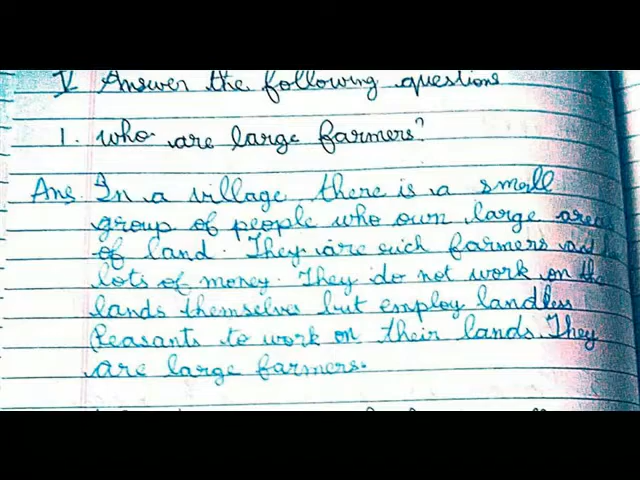 V Answer the following questions
1. who are large farmers?
Ans. In a village there is a small
group of people who own large areas
of land. They are such farmers
lots of money. They do not work on the
lands themselves but employ landless
Peasants to work on their lands. They
are large farmers.